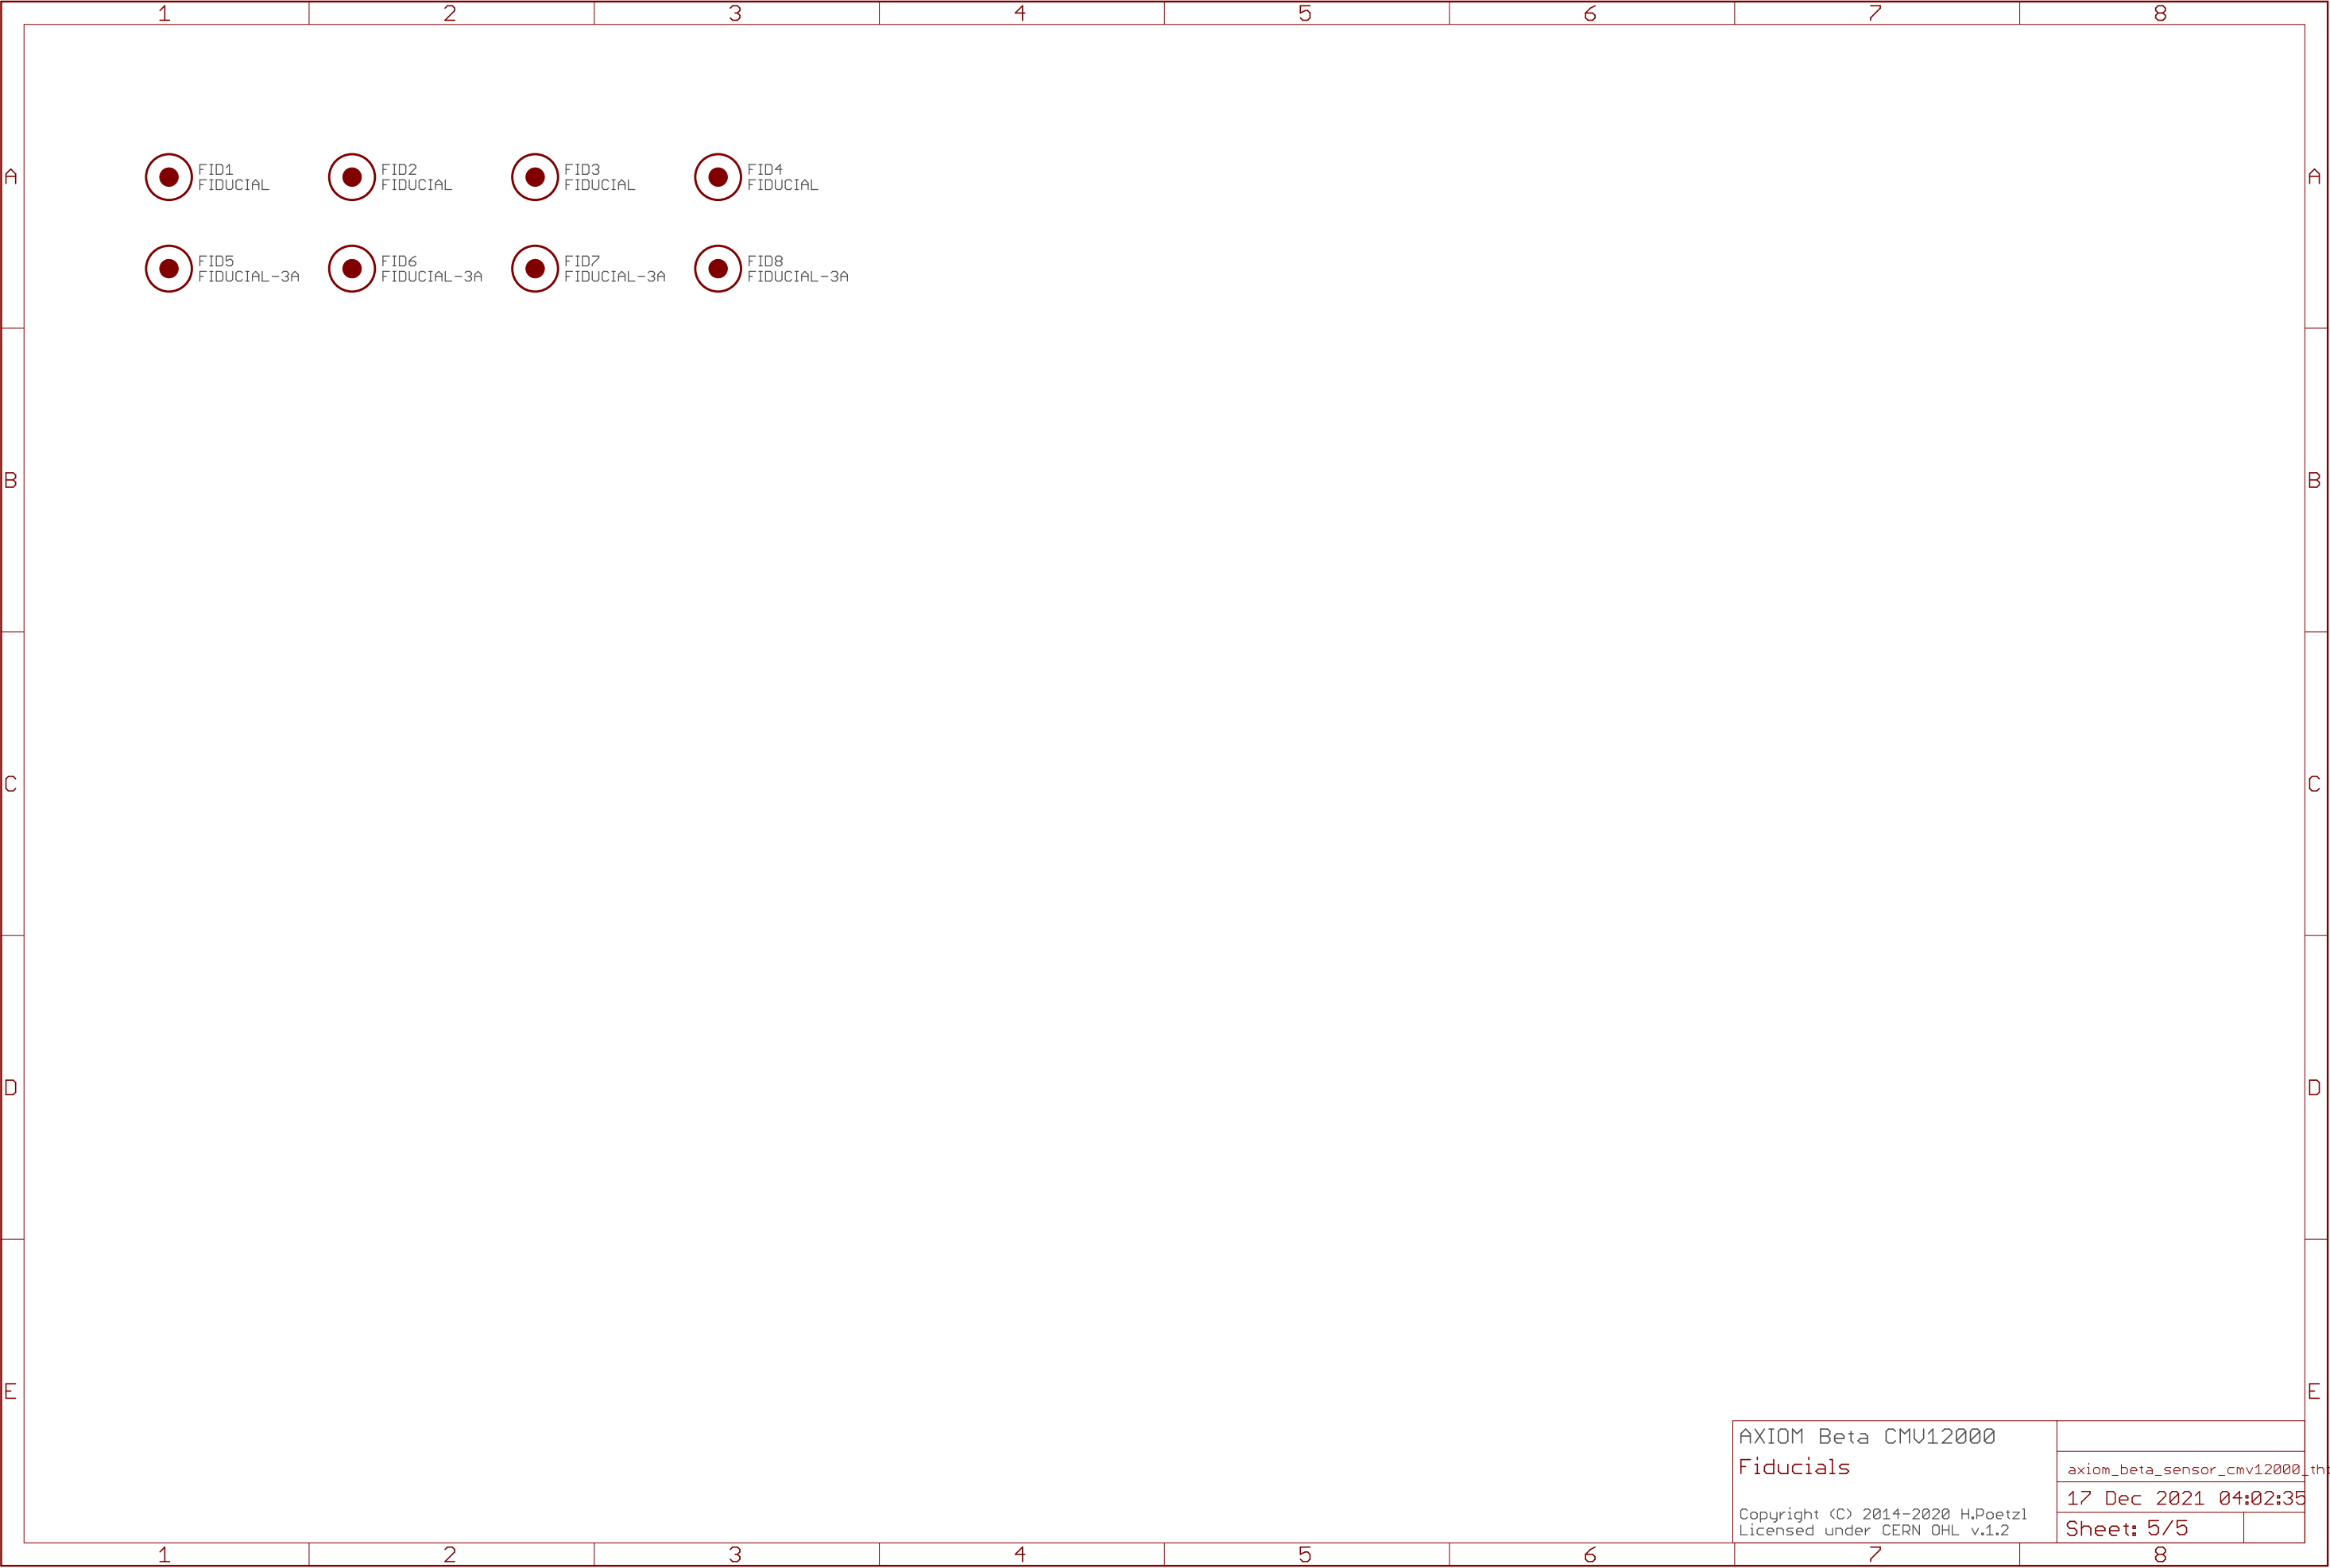 1 2 3 4 5 6 7 8
A A
FID1 FID2 FID3 FID4
FIDUCIAL FIDUCIAL FIDUCIAL FIDUCIAL
FID5 FID6 FID7 FID8
FIDUCIAL-3A FIDUCIAL-3A FIDUCIAL-3A FIDUCIAL-3A
B B
C C
D D
E E
AXIOM Beta CMV12000
Fiducials
axiom_beta_sensor_cmv12000_tht
17 Dec 2021 04:02:35
Copyright (C) 2014-2020 H.Poetzl
Licensed under CERN OHL v.1.2
Sheet: 5/5
1 2 3 4 5 6 7 8